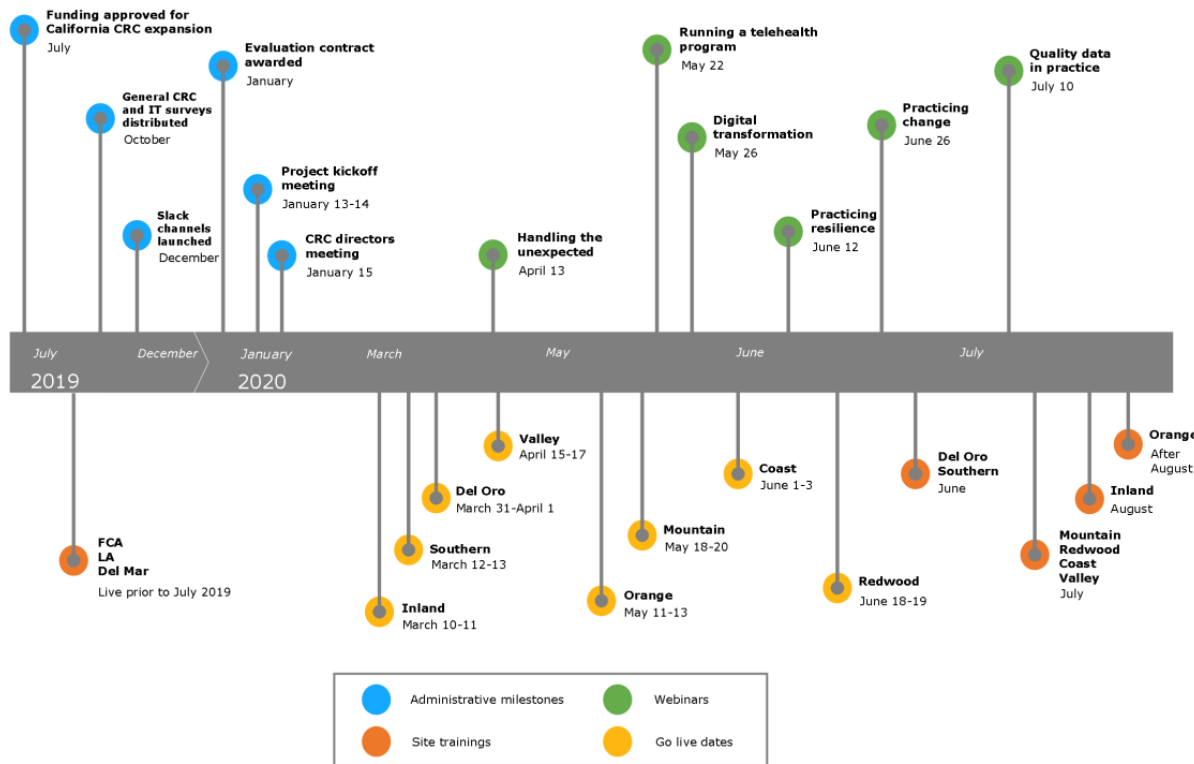 Funding approved for
California CRC expansion
July
Evaluation contract
awarded
January
General CRC
and IT surveys
distributed
October
Project kickoff
meeting
January 13-14
Slack
channels
launched
December
CRC directors
meeting
January 15
Handling the
unexpected
April 13
Running a telehealth
program
May 22
Digital
transformation
May 26
Practicing
resilience
June 12
Practicing
change
June 26
Quality data
in practice
July 10
July
December
January
March
May
June
July
2019
2020
FCA
LA
Del Mar
Live prior to July 2019
Inland
March 10-11
Southern
March 12-13
Del Oro
March 31-April 1
Valley
April 15-17
Orange
May 11-13
Mountain
May 18-20
Coast
June 1-3
Redwood
June 18-19
Del Oro
Southern
June
Mountain
Redwood
Coast
Valley
July
Inland
August
Orange
After
August
Administrative milestones
Webinars
Site trainings
Go live dates